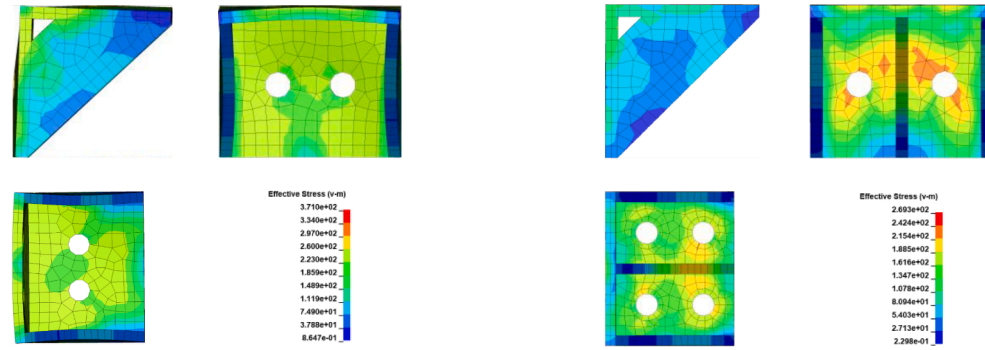 Effective Stress (v-m)
3.710e+02
3.340e+02
2.970e+02
2.600e+02
2.230e+02
1.859e+02
1.489e+02
1.119e+02
7.490e+01
3.788e+01
8.647e-01
Effective Stress (v-m)
2.693e+02
2.424e+02
2.154e+02
1.885e+02
1.616e+02
1.347e+02
1.078e+02
8.094e+01
5.403e+01
2.713e+01
2.298e-01